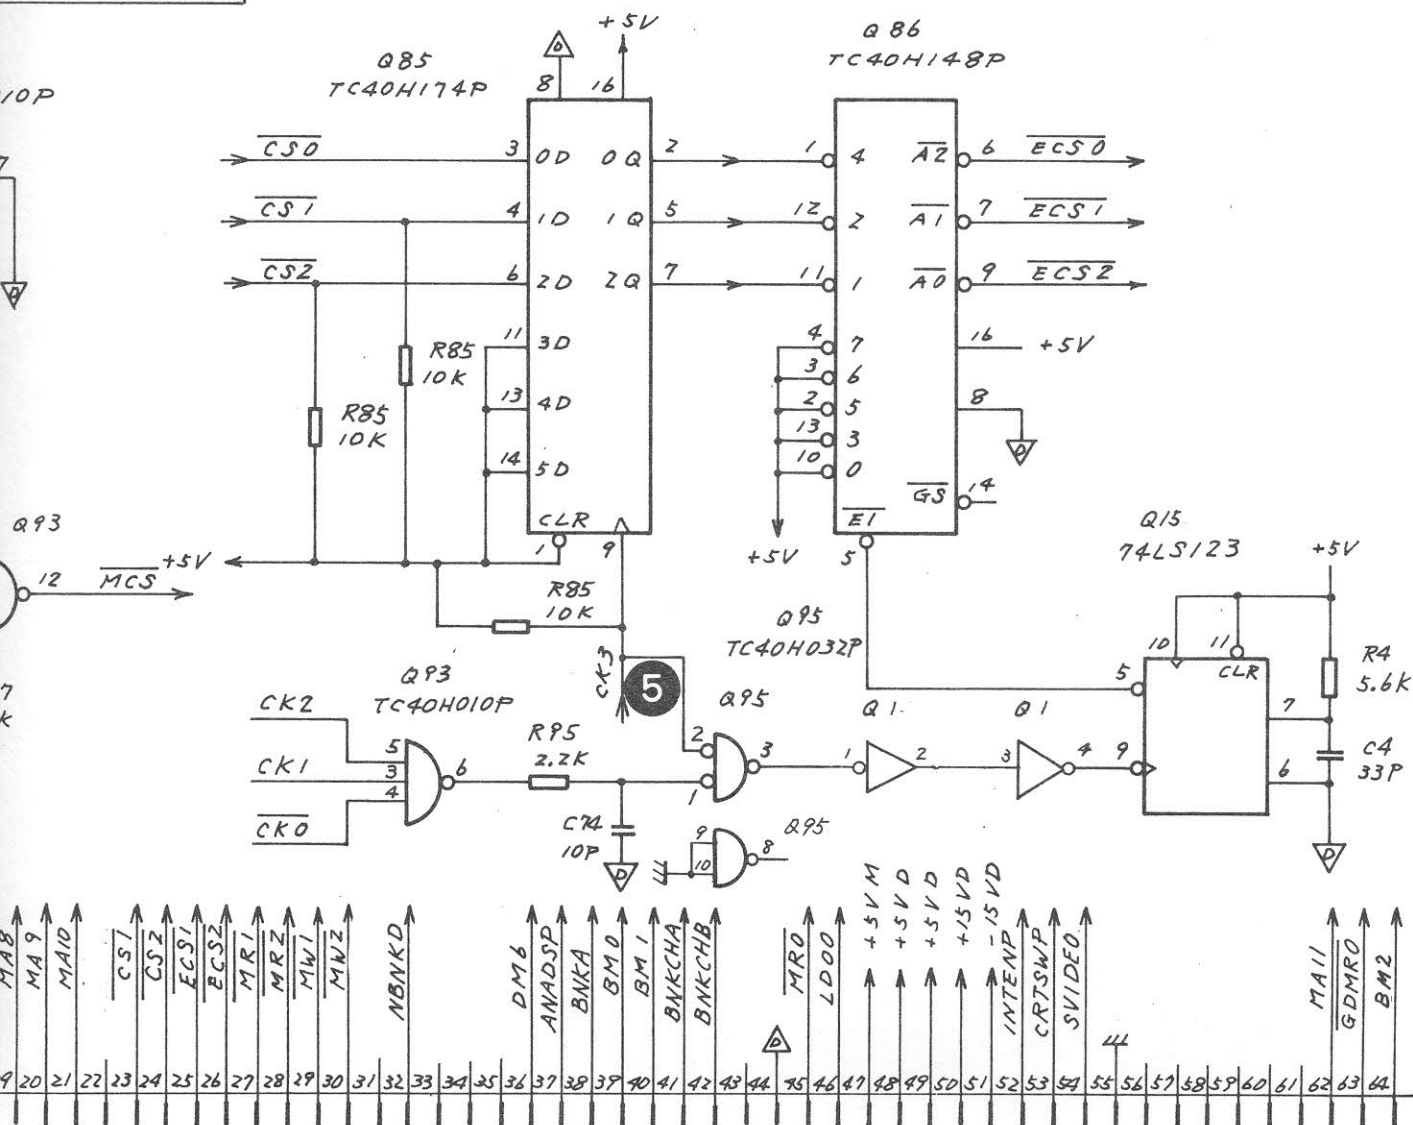 +5V
Q85
TC40H174P
Q86
TC40H148P
10P
8
16
CS0
3
0D
0Q
2
1
4
A2
6
ECS0
CS1
4
1D
1Q
5
12
2
A1
7
ECS1
CS2
6
2D
2Q
7
11
1
A0
9
ECS2
D
11
3D
4
7
16
+5V
R85
10K
3
6
13
4D
2
5
8
R85
10K
13
3
D
14
5D
10
0
GS
14
CLR
EI
1
9
+5V
5
Q93
12
MCS
+5V
Q15
74LS123
+5V
R85
10K
Q95
TC40H032P
10
11
CLR
R4
5.6K
CK3
5
5
7
Q93
TC40H010P
Q95
CK2
5
R95
2.2K
2
3
Q1
1
2
Q1
3
4
9
C4
33P
6
CK1
3
6
CK0
4
1
C74
10P
D
9
10
8
Q95
D
MA8
MA9
MA10
CS1
CS2
ECS1
ECS2
MR1
MR2
MW1
MW2
NBNKD
DM6
ANADSP
BNKA
BM0
BM1
BNKCHA
BNKCHB
D
MR0
LD00
+5VM
+5VD
+5VD
+15VD
-15VD
INTENP
CRTSWP
SVIDEO
MA11
GDMRO
BM2
9 20 21 22 23 24 25 26 27 28 29 30 31 32 33 34 35 36 37 38 39 40 41 42 43 44 45 46 47 48 49 50 51 52 53 54 55 56 57 58 59 60 61 62 63 64